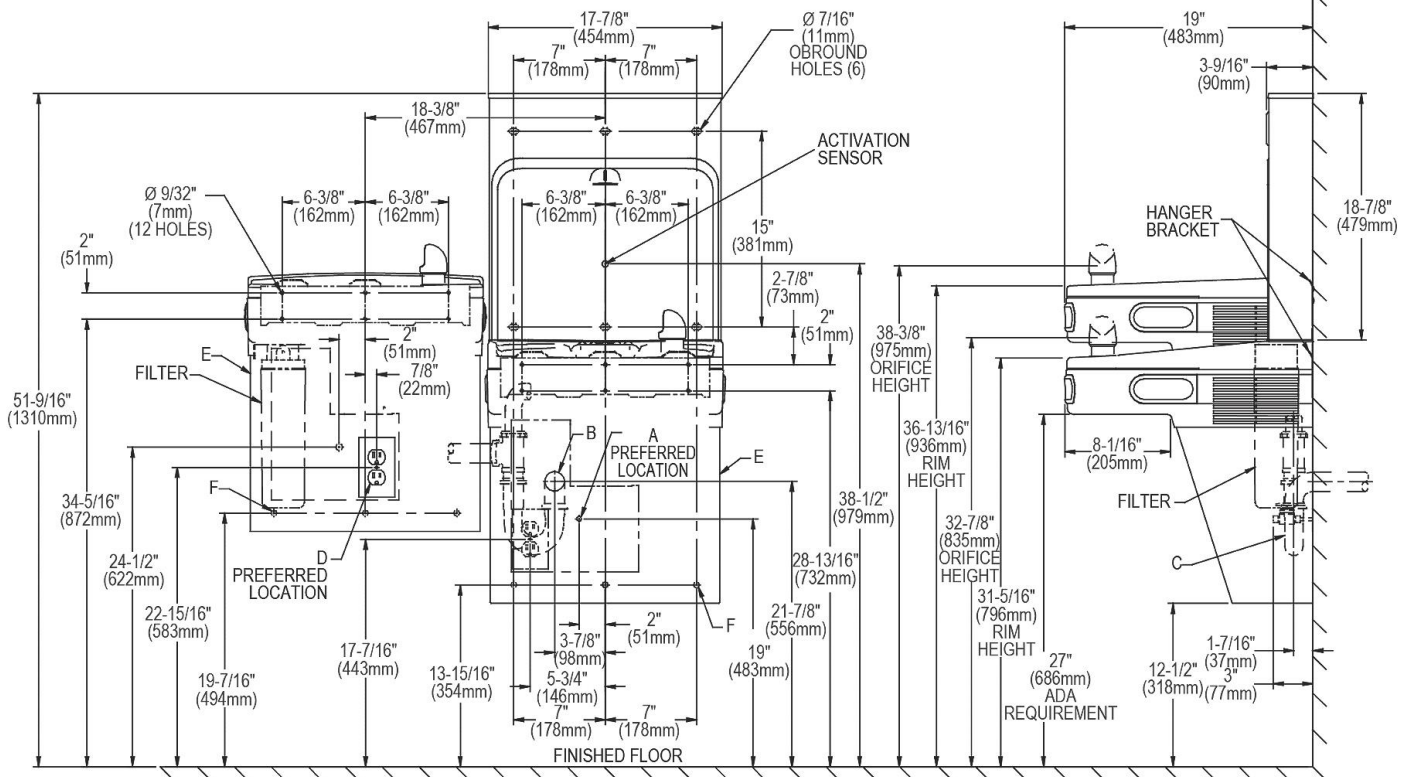 17-7/8"
(454mm)
7"
(178mm)
7"
(178mm)
Ø 7/16"
(11mm)
OBROUND
HOLES (6)
19"
(483mm)
3-9/16"
(90mm)
18-3/8"
(467mm)
ACTIVATION
SENSOR
Ø 9/32"
(7mm)
(12 HOLES)
6-3/8"
(162mm)
6-3/8"
(162mm)
6-3/8"
(162mm)
6-3/8"
(162mm)
15"
(381mm)
HANGER
BRACKET
18-7/8"
(479mm)
2"
(51mm)
2-7/8"
(73mm)
2"
(51mm)
2"
(51mm)
7/8"
(22mm)
E
FILTER
38-3/8"
(975mm)
ORIFICE
HEIGHT
51-9/16"
(1310mm)
36-13/16"
(936mm)
RIM
HEIGHT
8-1/16"
(205mm)
B
A
PREFERRED
LOCATION
E
34-5/16"
(872mm)
F
38-1/2"
(979mm)
FILTER
32-7/8"
(835mm)
ORIFICE
HEIGHT
24-1/2"
(622mm)
D
PREFERRED
LOCATION
28-13/16"
(732mm)
C
22-15/16"
(583mm)
21-7/8"
(556mm)
31-5/16"
(796mm)
RIM
HEIGHT
F
2"
(51mm)
3-7/8"
(98mm)
17-7/16"
(443mm)
13-15/16"
(354mm)
19"
(483mm)
19-7/16"
(494mm)
5-3/4"
(146mm)
27"
(686mm)
ADA
REQUIREMENT
12-1/2"
(318mm)
1-7/16"
(37mm)
3"
(77mm)
7"
(178mm)
7"
(178mm)
FINISHED FLOOR